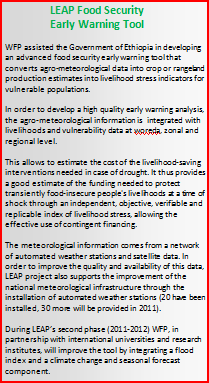 LEAP Food Security
Early Warning Tool
WFP assisted the Government of Ethiopia in developing
an advanced food security early warning tool that
converts agro-meteorological data into crop or rangeland
production estimates into livelihood stress indicators for
vulnerable populations.
In order to develop a high quality early warning analysis,
the agro-meteorological information is integrated with
livelihoods and vulnerability data at woreda, zonal and
regional level.
This allows to estimate the cost of the livelihood-saving
interventions needed in case of drought. It thus provides
a good estimate of the funding needed to protect
transiently food-insecure people's livelihoods at a time of
shock through an independent, objective, verifiable and
replicable index of livelihood stress, allowing the
effective use of contingent financing.
The meteorological information comes from a network
of automated weather stations and satellite data. In
order to improve the quality and availability of this data,
LEAP project also supports the improvement of the
national meteorological infrastructure through the
installation of automated weather stations (20 have been
installed, 30 more will be provided in 2011).
During LEAP's second phase (2011-2012) WFP, in
partnership with international universities and research
institutes, will improve the tool by integrating a flood
index and a climate change and seasonal forecast
component.